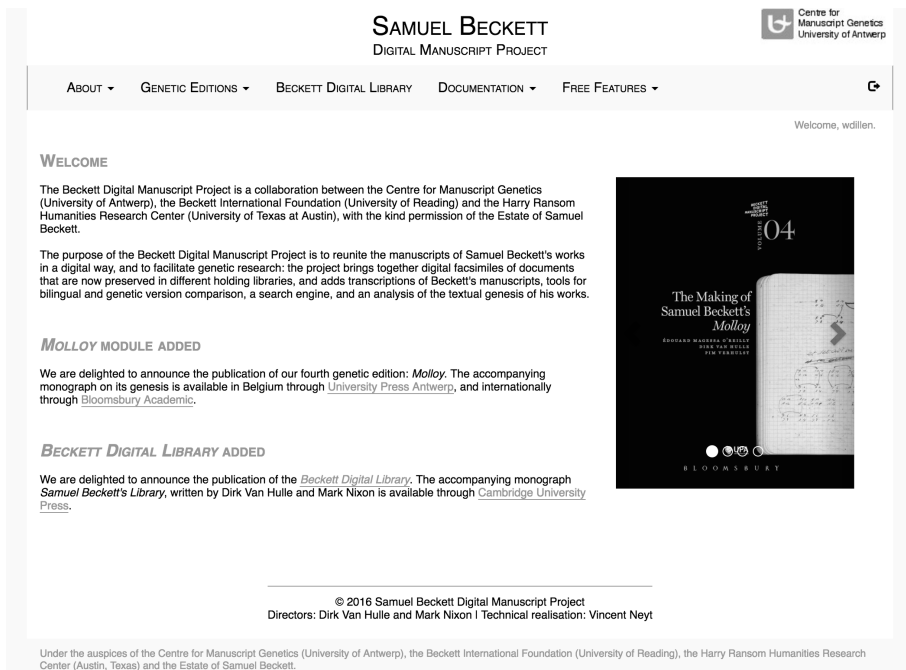 SAMUEL BECKETT
DIGITAL MANUSCRIPT PROJECT
Centre for
Manuscript Genetics
University of Antwerp
ABOUT
GENETIC EDITIONS
BECKETT DIGITAL LIBRARY
DOCUMENTATION
FREE FEATURES
Welcome, wdillen.
WELCOME
The Beckett Digital Manuscript Project is a collaboration between the Centre for Manuscript Genetics
(University of Antwerp), the Beckett International Foundation (University of Reading) and the Harry Ransom
Humanities Research Center (University of Texas at Austin), with the kind permission of the Estate of Samuel
Beckett.
The purpose of the Beckett Digital Manuscript Project is to reunite the manuscripts of Samuel Beckett's works
in a digital way, and to facilitate genetic research: the project brings together digital facsimiles of documents
that are now preserved in different holding libraries, and adds transcriptions of Beckett's manuscripts, tools for
bilingual and genetic version comparison, a search engine, and an analysis of the textual genesis of his works.
MOLLOY MODULE ADDED
We are delighted to announce the publication of our fourth genetic edition: Molloy. The accompanying
monograph on its genesis is available in Belgium through University Press Antwerp, and internationally
through Bloomsbury Academic.
BECKETT DIGITAL LIBRARY ADDED
We are delighted to announce the publication of the Beckett Digital Library. The accompanying monograph
Samuel Beckett's Library, written by Dirk Van Hulle and Mark Nixon is available through Cambridge University
Press.
BECKETT
DIGITAL
MANUSCRIPT
PROJECT
VOLUME
04
The Making of
Samuel Beckett's
Molloy
ÉDOUARD MAGESSA O'REILLY
DIRK VAN HULLE
PIM VERHULST
UPA
BLOOMSBURY
© 2016 Samuel Beckett Digital Manuscript Project
Directors: Dirk Van Hulle and Mark Nixon | Technical realisation: Vincent Neyt
Under the auspices of the Centre for Manuscript Genetics (University of Antwerp), the Beckett International Foundation (University of Reading), the Harry Ransom Humanities Research
Center (Austin, Texas) and the Estate of Samuel Beckett.